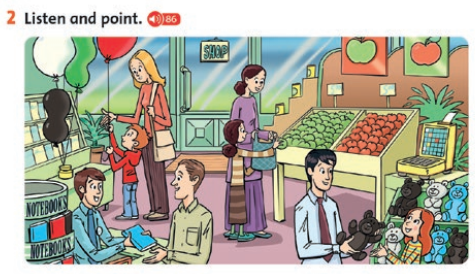 2 Listen and point. 86
SHOP
NOTEBOOKS
NOTEBOOKS